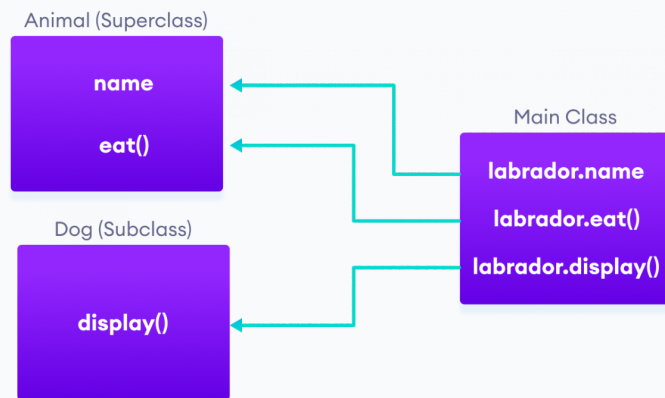 Animal (Superclass)
name
eat()
Dog (Subclass)
display()
Main Class
labrador.name
labrador.eat()
labrador.display()